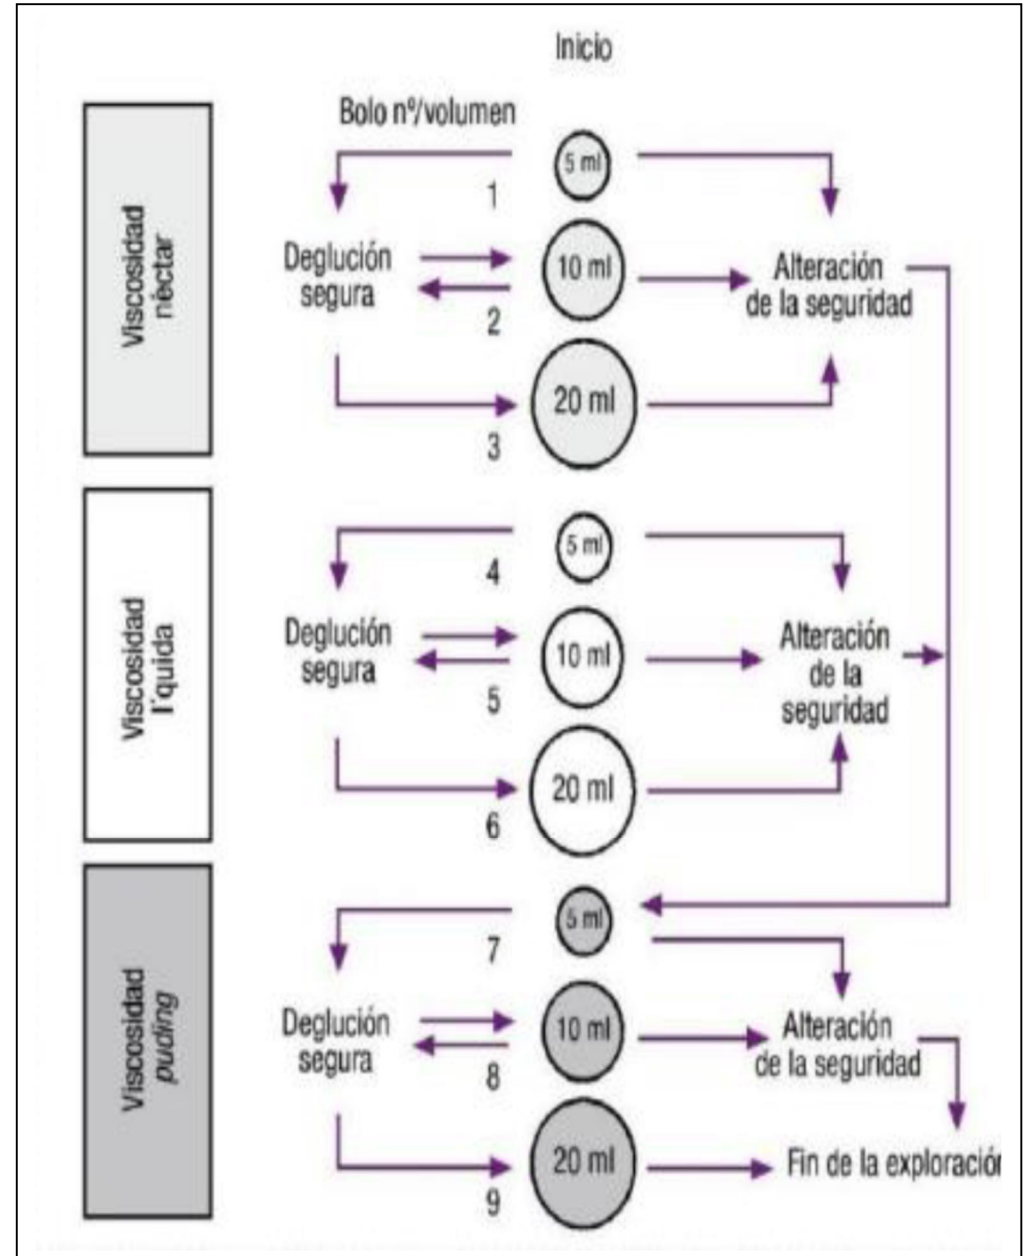 Inicio
Bolo nº/volumen
Viscosidad
néctar
5 ml
1
Deglución
segura
10 ml
Alteración
de la seguridad
2
20 ml
3
Viscosidad
l´quida
5 ml
4
Deglución
segura
10 ml
Alteración
de la
seguridad
5
20 ml
6
Viscosidad
puding
5 ml
7
Deglución
segura
10 ml
Alteración
de la seguridad
8
20 ml
Fin de la exploración
9